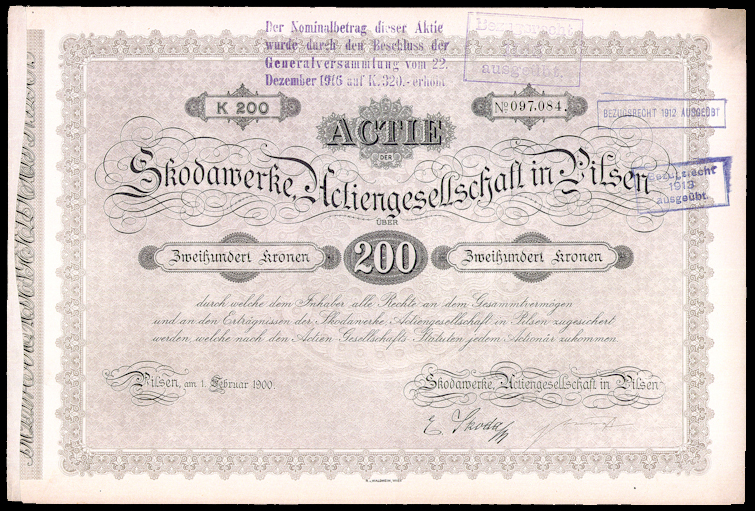 Der Nominalbetrag dieser Actie
wurde durch den Beschluss der
Generalversammlung vom 22.
Dezember 1916 auf K. 320.- erhöht
Bezugsrecht
ausgeübt.
K 200
No 097,084.
BEZUGSRECHT 1912 AUSGEÜBT
ACTIE
DER
Skodawerke, Actiengesellschaft in Pilsen
Bezugsrecht
1913
ausgeübt.
ÜBER
Zweihundert Kronen
200
Zweihundert Kronen
durch welche dem Inhaber alle Rechte an dem Gesammtvermögen
und an den Erträgnissen der Skodawerke Actiengesellschaft in Pilsen zugesichert
werden, welche nach den Actien-Gesellschafts-Statuten jedem Actionär zukommen.
Pilsen, am 1. Februar 1900.
Skodawerke, Actiengesellschaft in Pilsen
E. Skoda